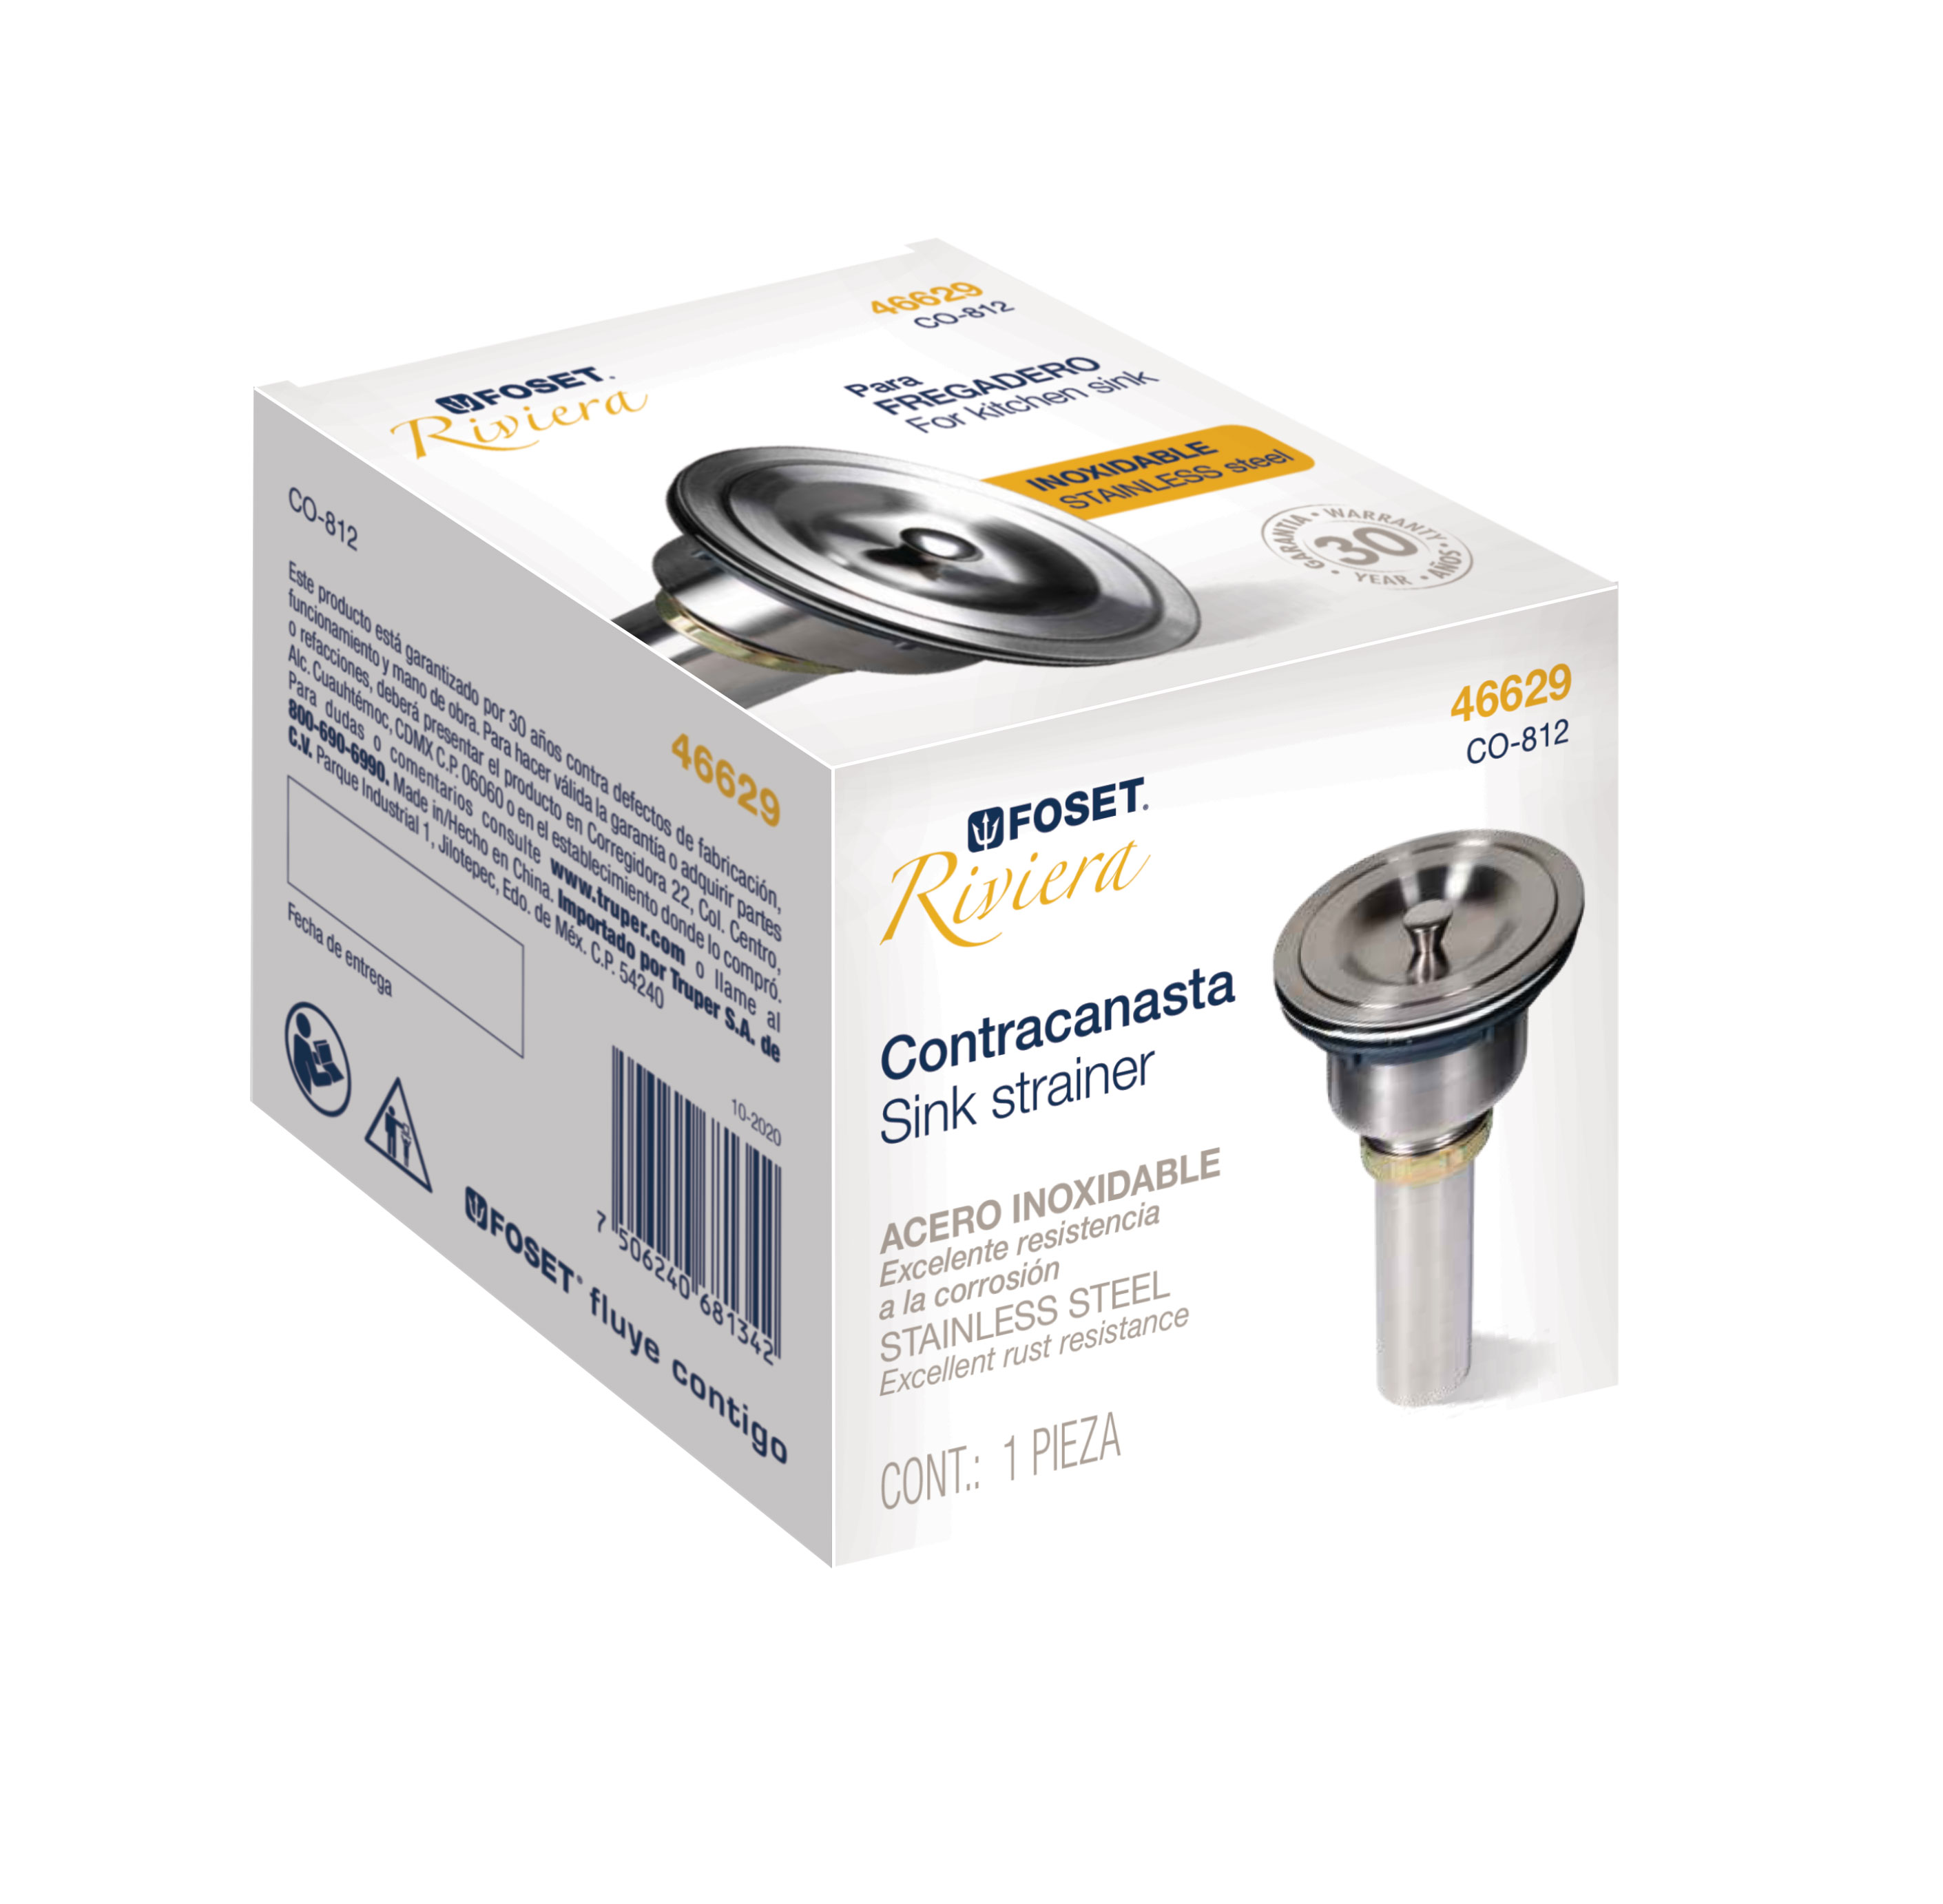 46629
CO-812
FOSET
Riviera
Para
FREGADERO
For kitchen sink
INOXIDABLE
STAINLESS steel
GARANTIA • WARRANTY • AÑOS • YEAR •
30
CO-812
46629
Este producto está garantizado por 30 años contra defectos de fabricación,
funcionamiento y mano de obra. Para hacer válida la garantía o adquirir partes
o refacciones, deberá presentar el producto en Corregidora 22, Col. Centro,
Alc. Cuauhtémoc, CDMX C.P. 06060 o en el establecimiento donde lo compró.
Para dudas o comentarios consulte www.truper.com o llame al
800-690-6990. Made in/Hecho en China. Importado por Truper S.A. de
C.V. Parque Industrial 1, Jilotepec, Edo. de Méx. C.P. 54240
Fecha de entrega
10-2020
7 506240 681342
FOSET® fluye contigo
46629
CO-812
FOSET®
Riviera
Contracanasta
Sink strainer
ACERO INOXIDABLE
Excelente resistencia
a la corrosión
STAINLESS STEEL
Excellent rust resistance
CONT.: 1 PIEZA